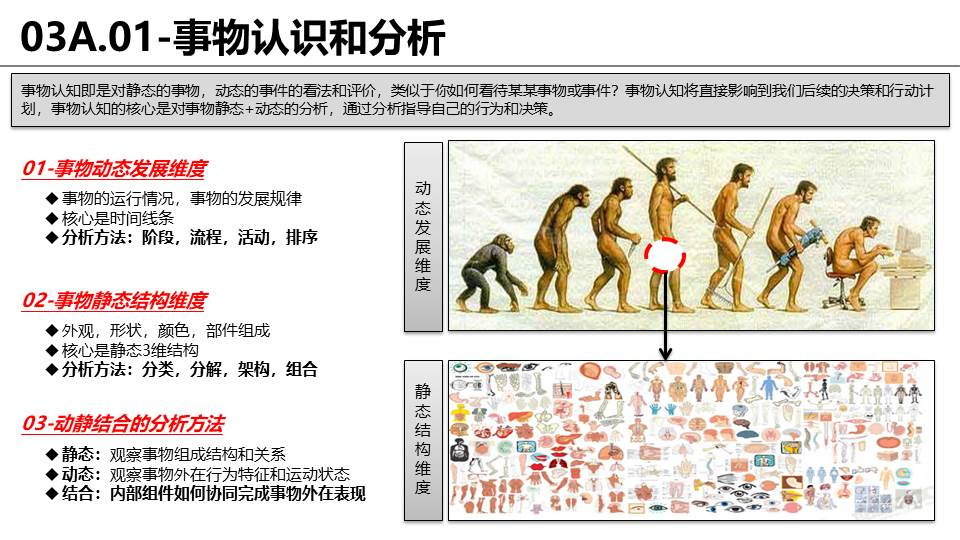 03A.01-事物认识和分析
事物认知即是对静态的事物，动态的事件的看法和评价，类似于你如何看待某某事物或事件？事物认知将直接影响到我们后续的决策和行动计
划，事物认知的核心是对事物静态+动态的分析，通过分析指导自己的行为和决策。
01-事物动态发展维度
◆事物的运行情况，事物的发展规律
◆核心是时间线条
◆分析方法：阶段，流程，活动，排序
02-事物静态结构维度
◆外观，形状，颜色，部件组成
◆核心是静态3维结构
◆分析方法：分类，分解，架构，组合
03-动静结合的分析方法
◆静态：观察事物组成结构和关系
◆动态：观察事物外在行为特征和运动状态
◆结合：内部组件如何协同完成事物外在表现
动态发展维度
静态结构维度